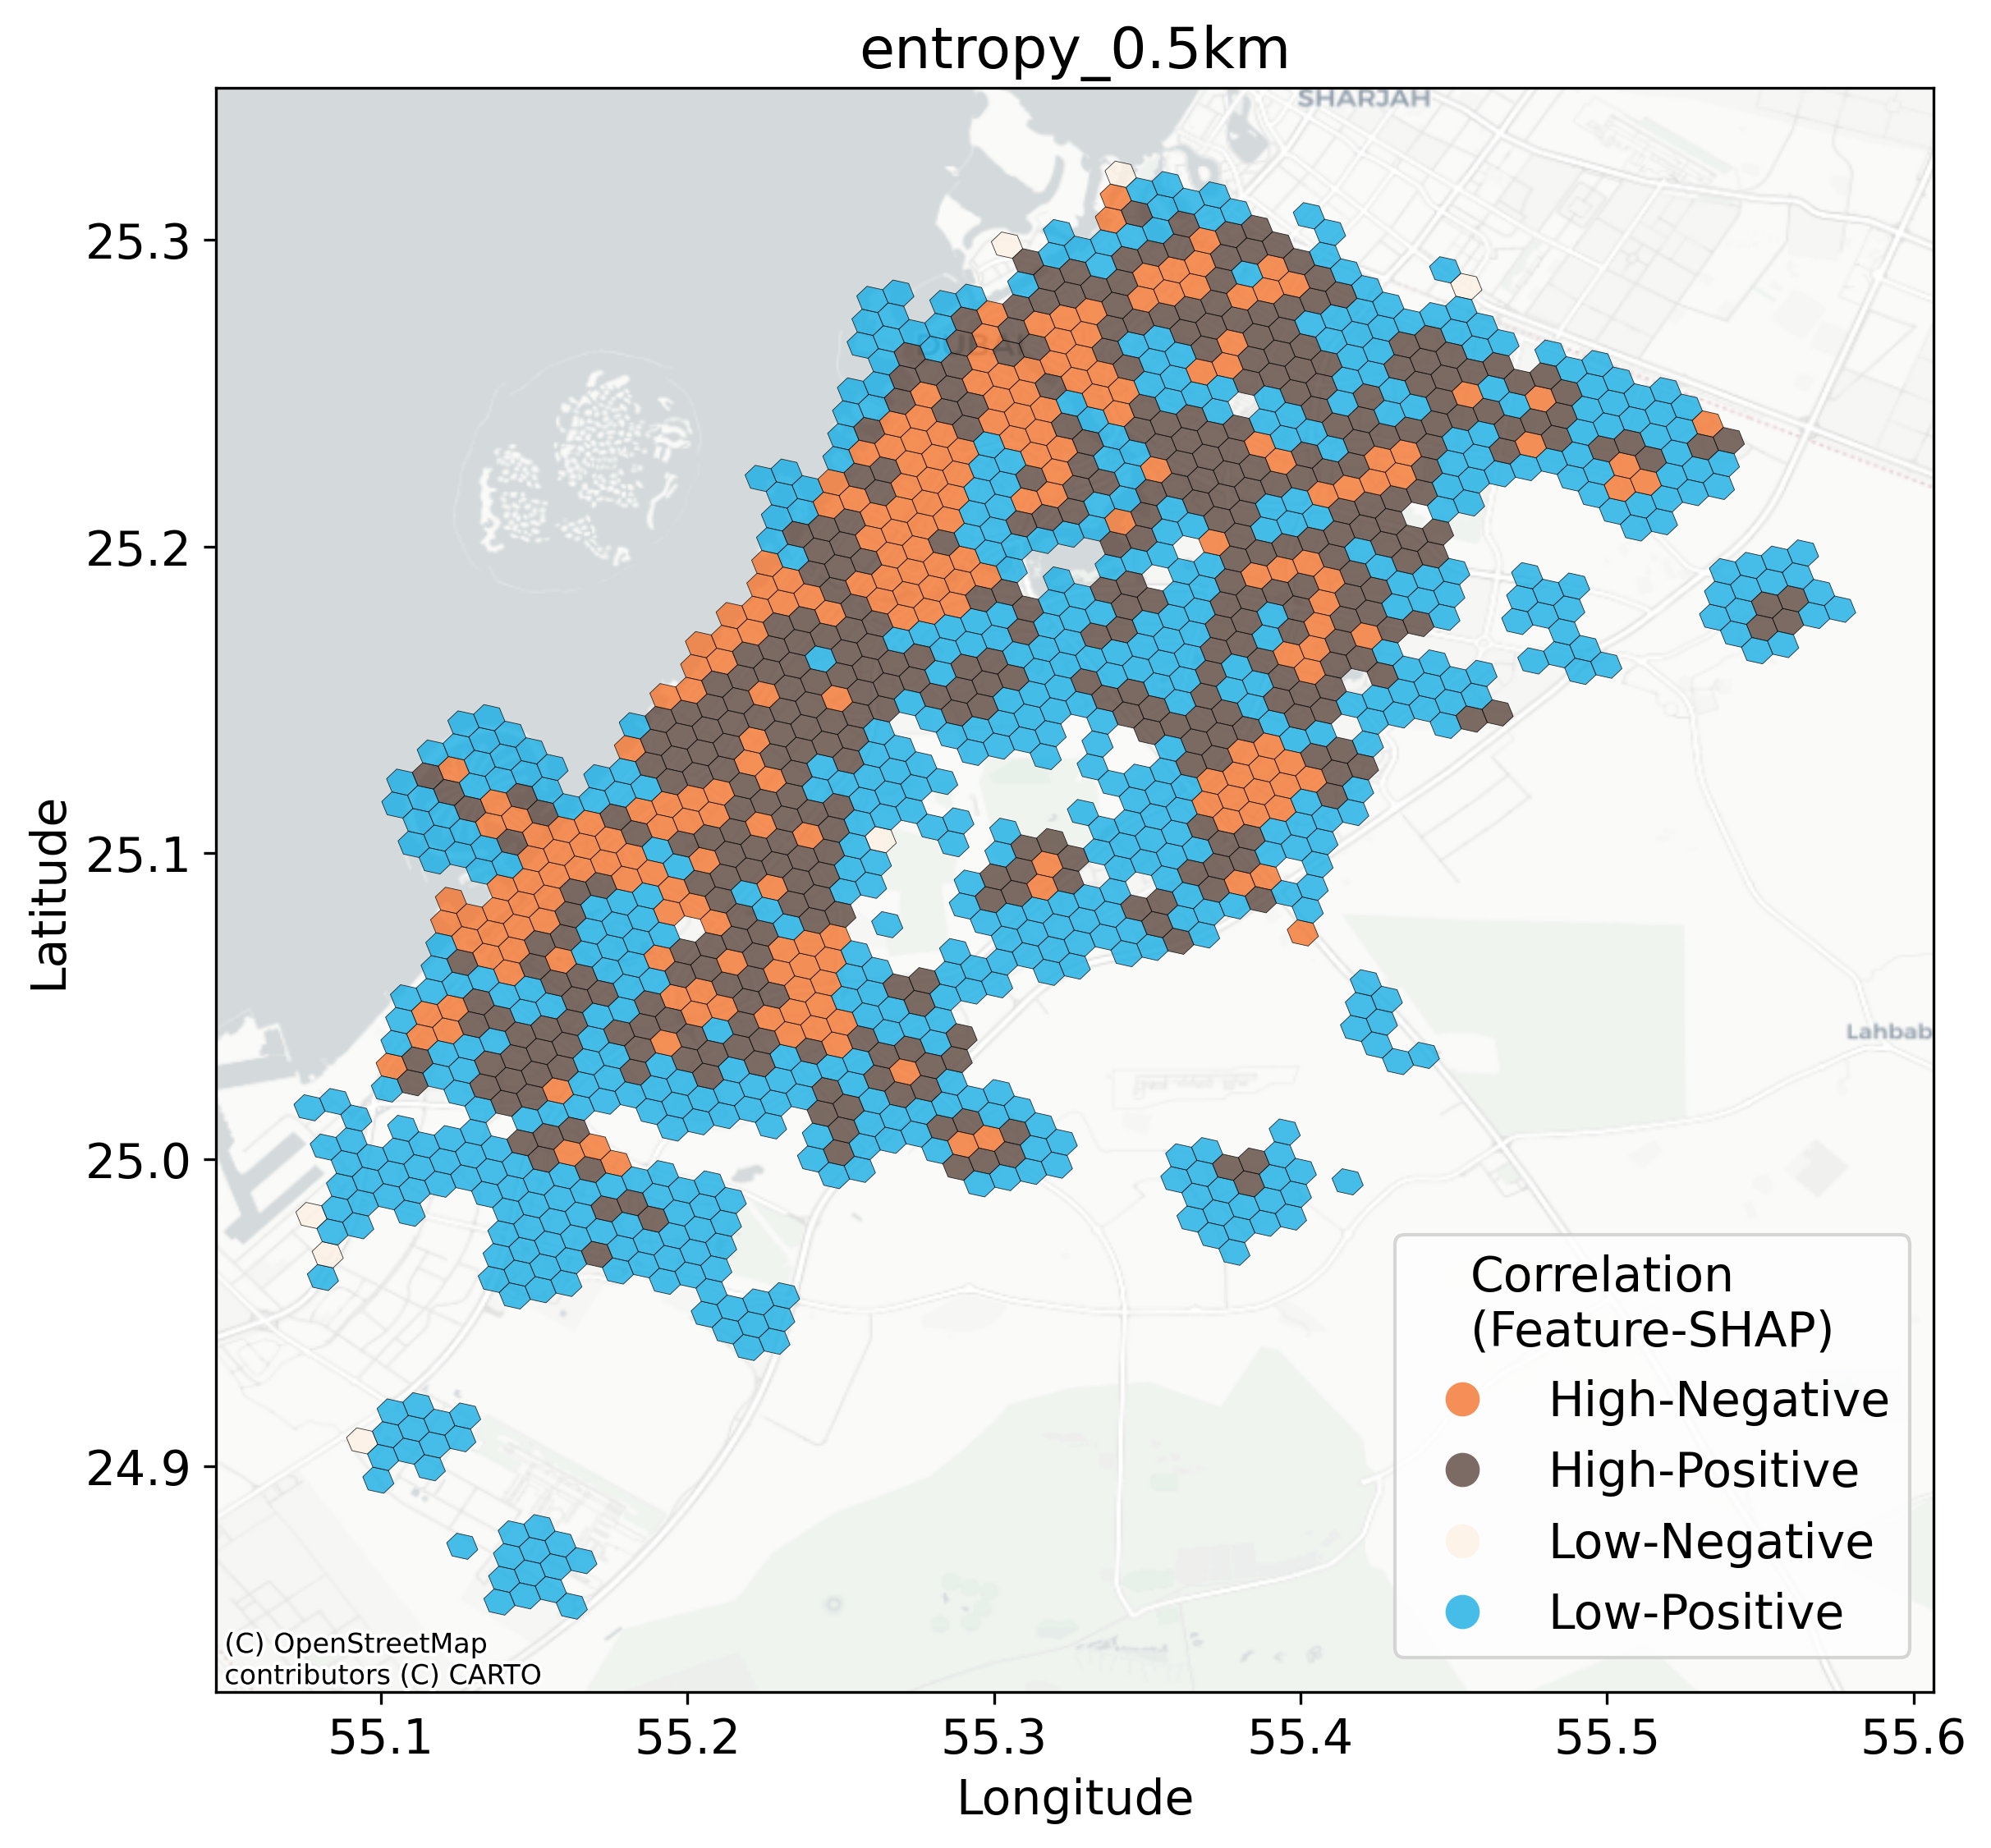 entropy_0.5km
SHARJAH
DUBAI
Lahbab
25.3
25.2
25.1
25.0
24.9
Latitude
55.1
55.2
55.3
55.4
55.5
55.6
Longitude
Correlation
(Feature-SHAP)
High-Negative
High-Positive
Low-Negative
Low-Positive
(C) OpenStreetMap
contributors (C) CARTO